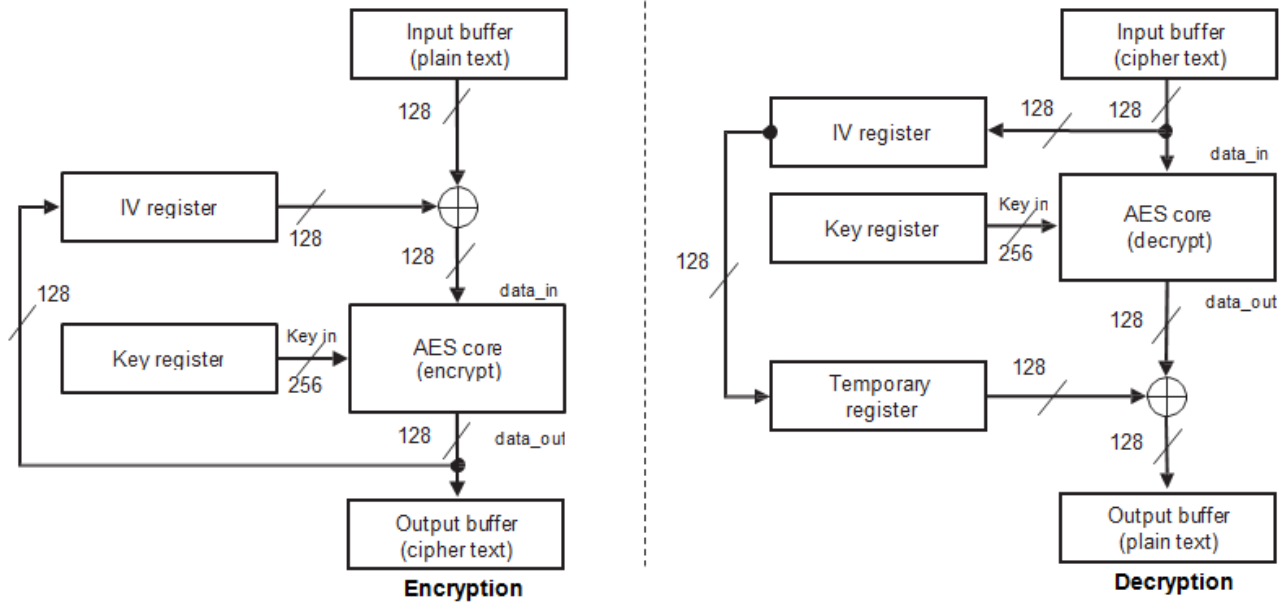 Input buffer
(plain text)
128
IV register
128
128
128
data_in
Key register
Key in
256
AES core
(encrypt)
128
data_out
Output buffer
(cipher text)
Encryption
Input buffer
(cipher text)
128
128
IV register
data_in
Key register
Key in
256
AES core
(decrypt)
128
data_out
128
Temporary
register
128
128
Output buffer
(plain text)
Decryption